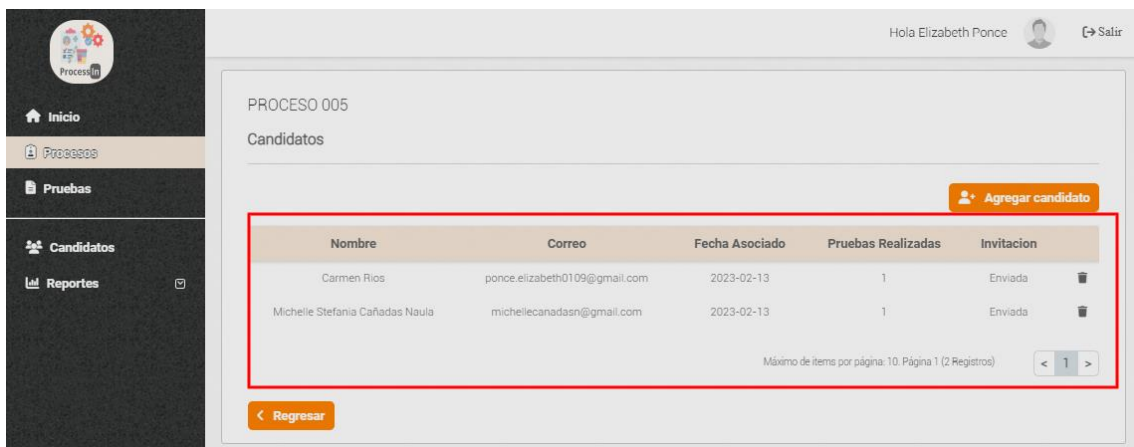 Hola Elizabeth Ponce Salir
ProcessIn
Inicio
Procesos
Pruebas
Candidatos
Reportes
PROCESO 005
Candidatos
Agregar candidato
Nombre Correo Fecha Asociado Pruebas Realizadas Invitacion
Carmen Rios ponce.elizabeth0109@gmail.com 2023-02-13 1 Enviada
Michelle Stefania Cañadas Naula michellecanadasn@gmail.com 2023-02-13 1 Enviada
Máximo de items por página: 10. Página 1 (2 Registros) < 1 >
< Regresar